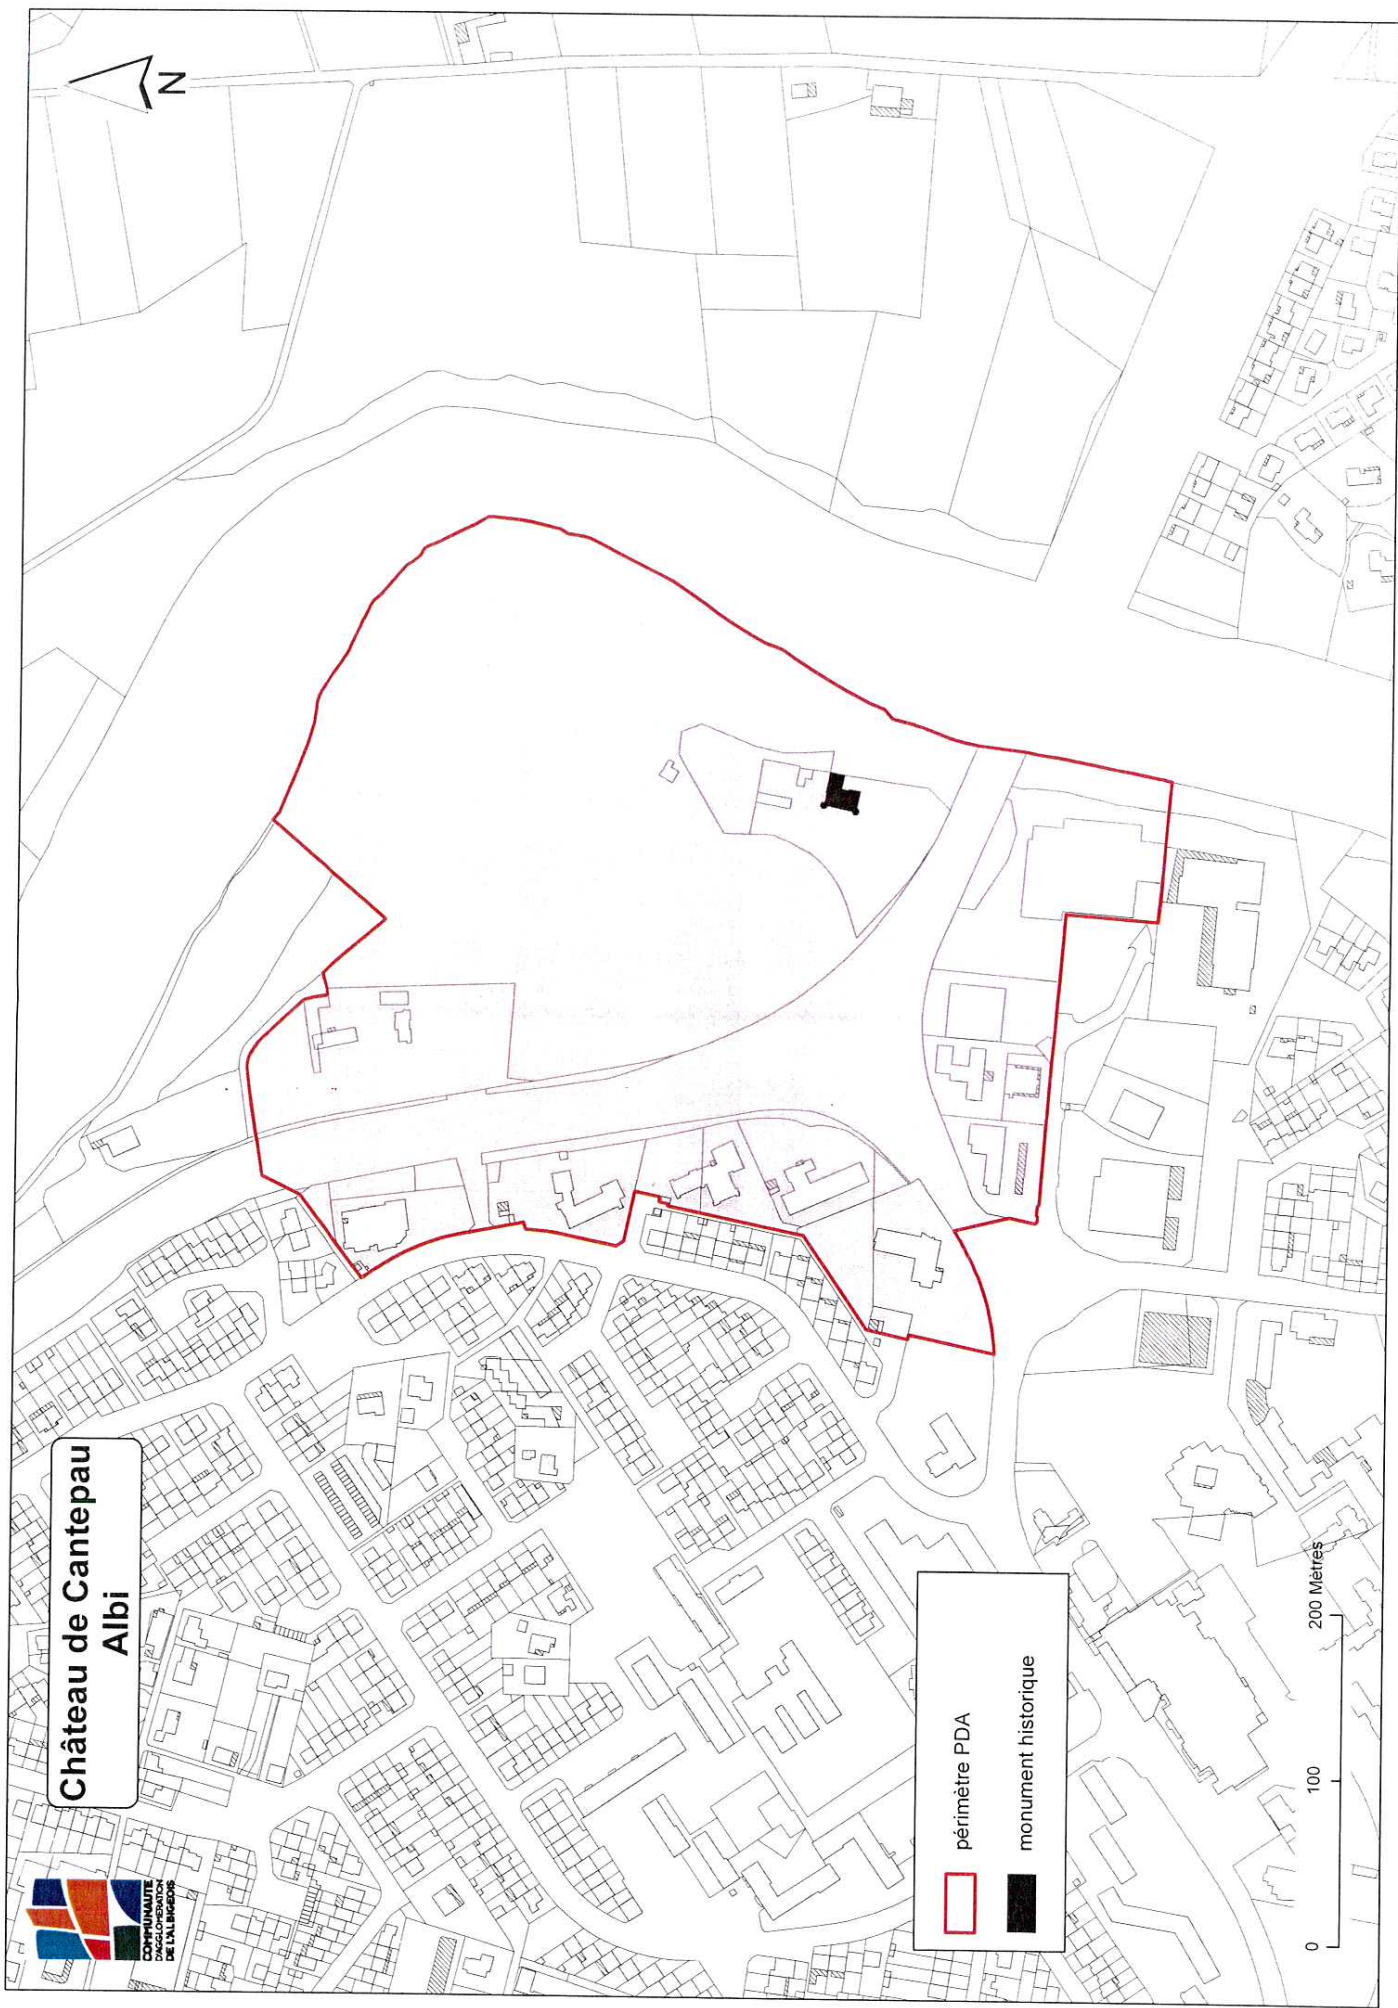 Château de Cantepau
Albi
COMMUNAUTE
D'AGGLOMERATION
DE L'ALBIGEOIS
N
périmètre PDA
monument historique
0 100 200 Mètres